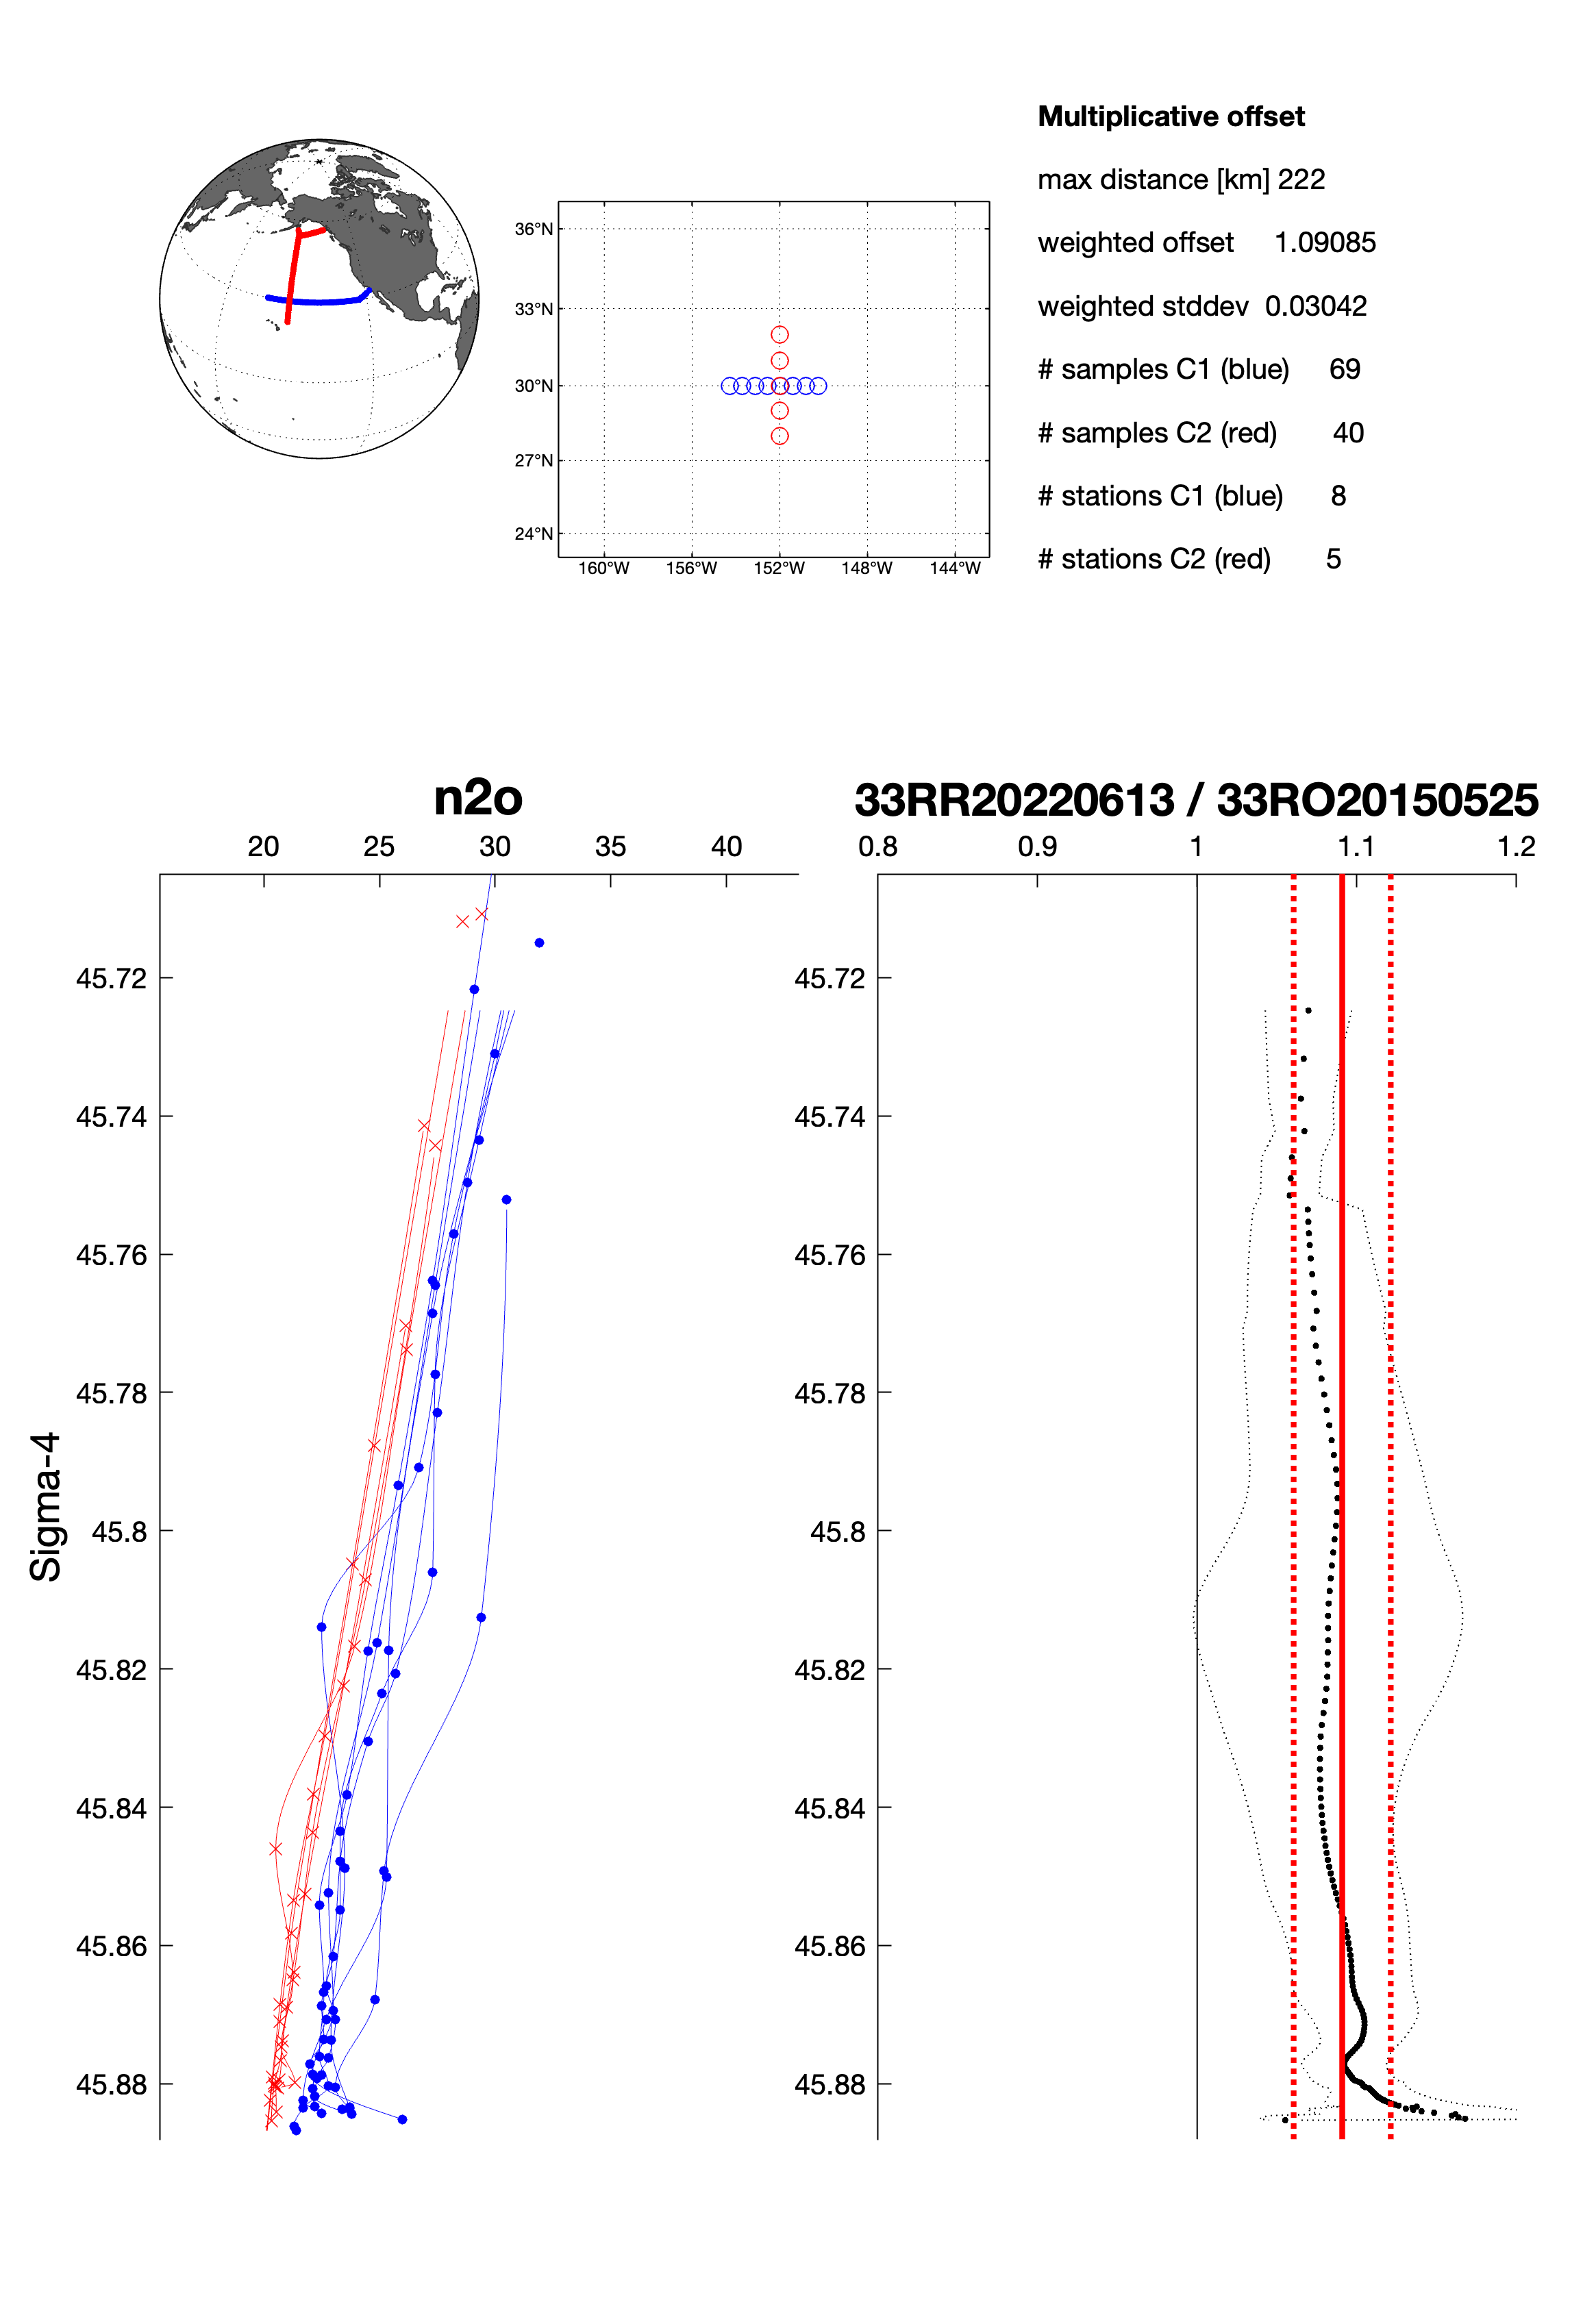 Multiplicative offset
max distance [km] 222
weighted offset 1.09085
weighted stddev 0.03042
# samples C1 (blue) 69
# samples C2 (red) 40
# stations C1 (blue) 8
# stations C2 (red) 5
36°N
33°N
30°N
27°N
24°N
160°W 156°W 152°W 148°W 144°W
n2o
20 25 30 35 40
45.72
45.74
45.76
45.78
45.8
45.82
45.84
45.86
45.88
Sigma-4
33RR20220613 / 33RO20150525
0.8 0.9 1 1.1 1.2
45.72
45.74
45.76
45.78
45.8
45.82
45.84
45.86
45.88